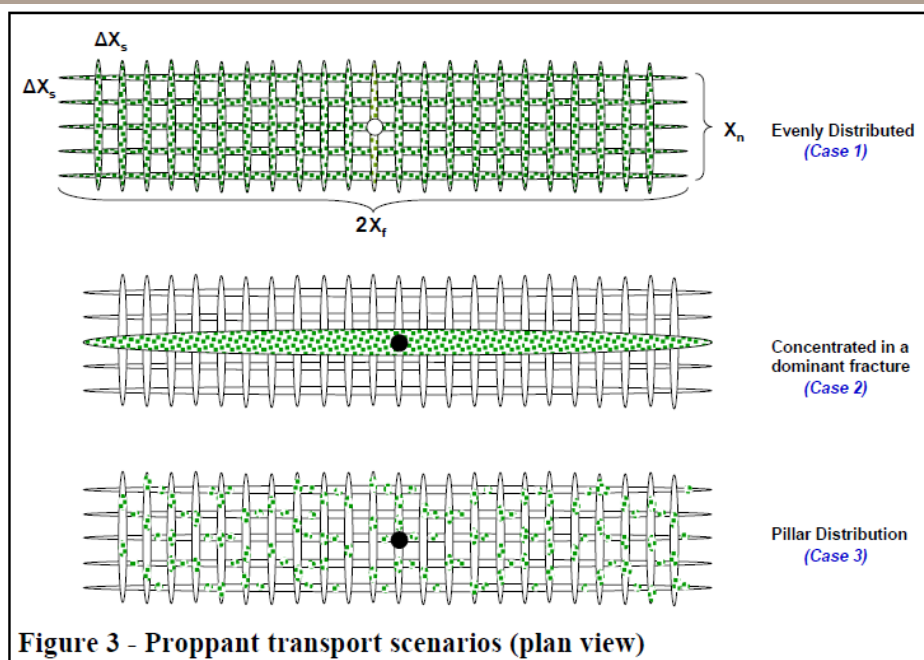 ΔXs
ΔXs
Xn
Evenly Distributed
(Case 1)
2Xf
Concentrated in a
dominant fracture
(Case 2)
Pillar Distribution
(Case 3)
Figure 3 - Proppant transport scenarios (plan view)